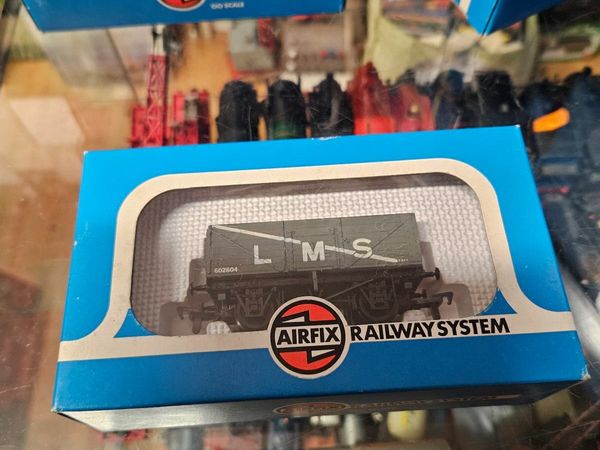 OO SCALE
L M S
602604
AIRFIX RAILWAY SYSTEM